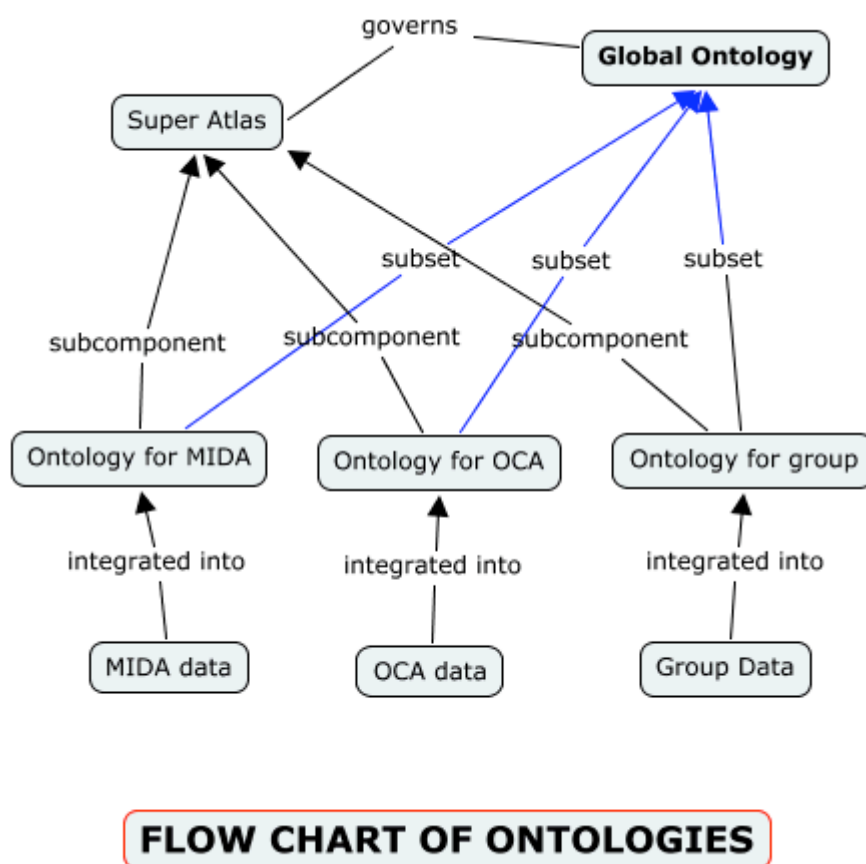 governs
Global Ontology
Super Atlas
subset
subset
subset
subcomponent
subcomponent
subcomponent
Ontology for MIDA
Ontology for OCA
Ontology for group
integrated into
integrated into
integrated into
MIDA data
OCA data
Group Data
FLOW CHART OF ONTOLOGIES